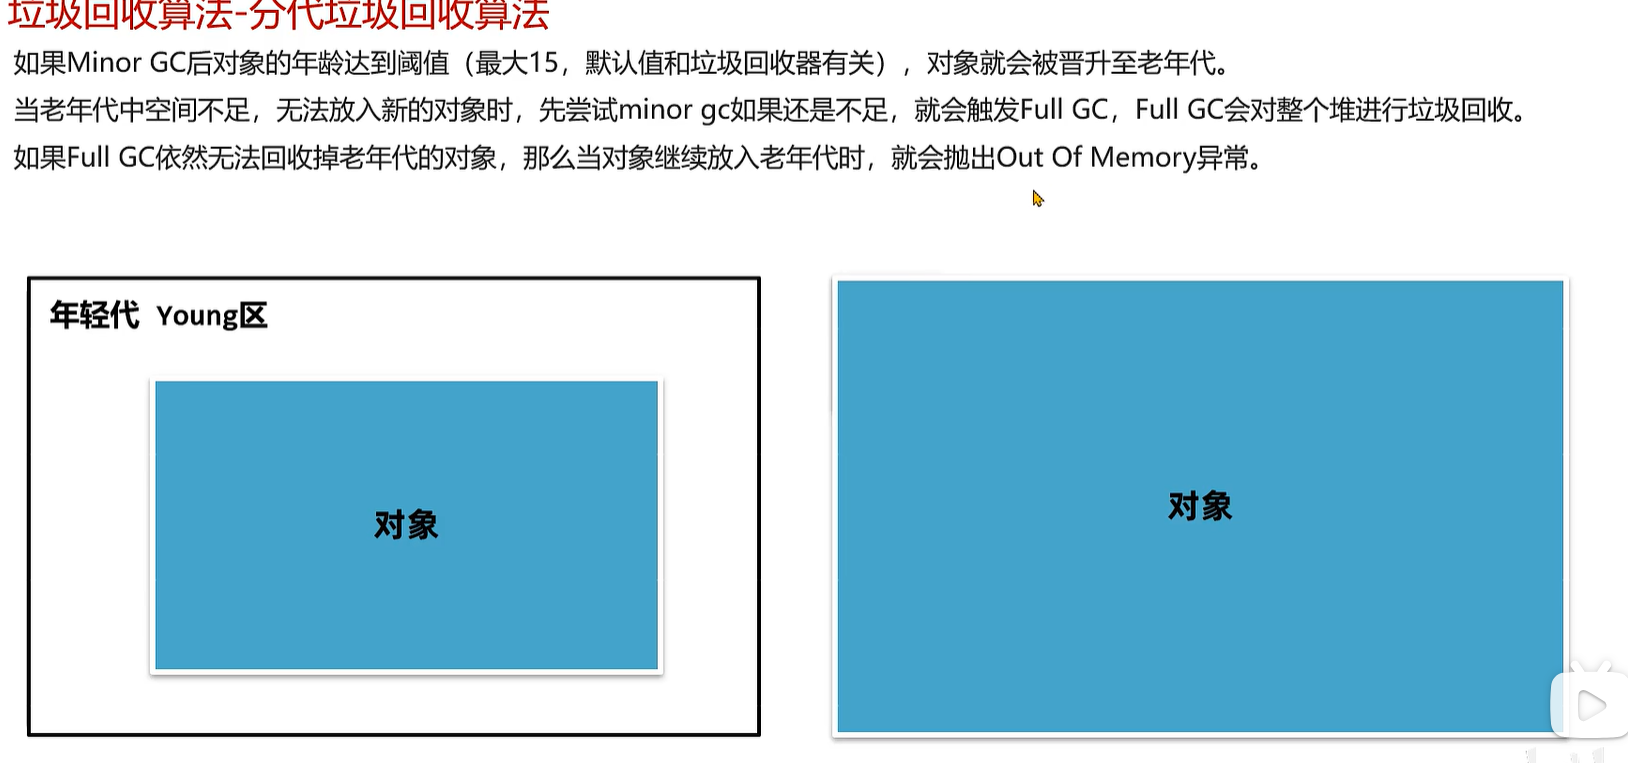 垃圾回收算法-分代垃圾回收算法
如果Minor GC后对象的年龄达到阈值（最大15，默认值和垃圾回收器有关），对象就会被晋升至老年代。
当老年代中空间不足，无法放入新的对象时，先尝试minor gc如果还是不足，就会触发Full GC，Full GC会对整个堆进行垃圾回收。
如果Full GC依然无法回收掉老年代的对象，那么当对象继续放入老年代时，就会抛出Out Of Memory异常。
年轻代 Young区
对象
对象